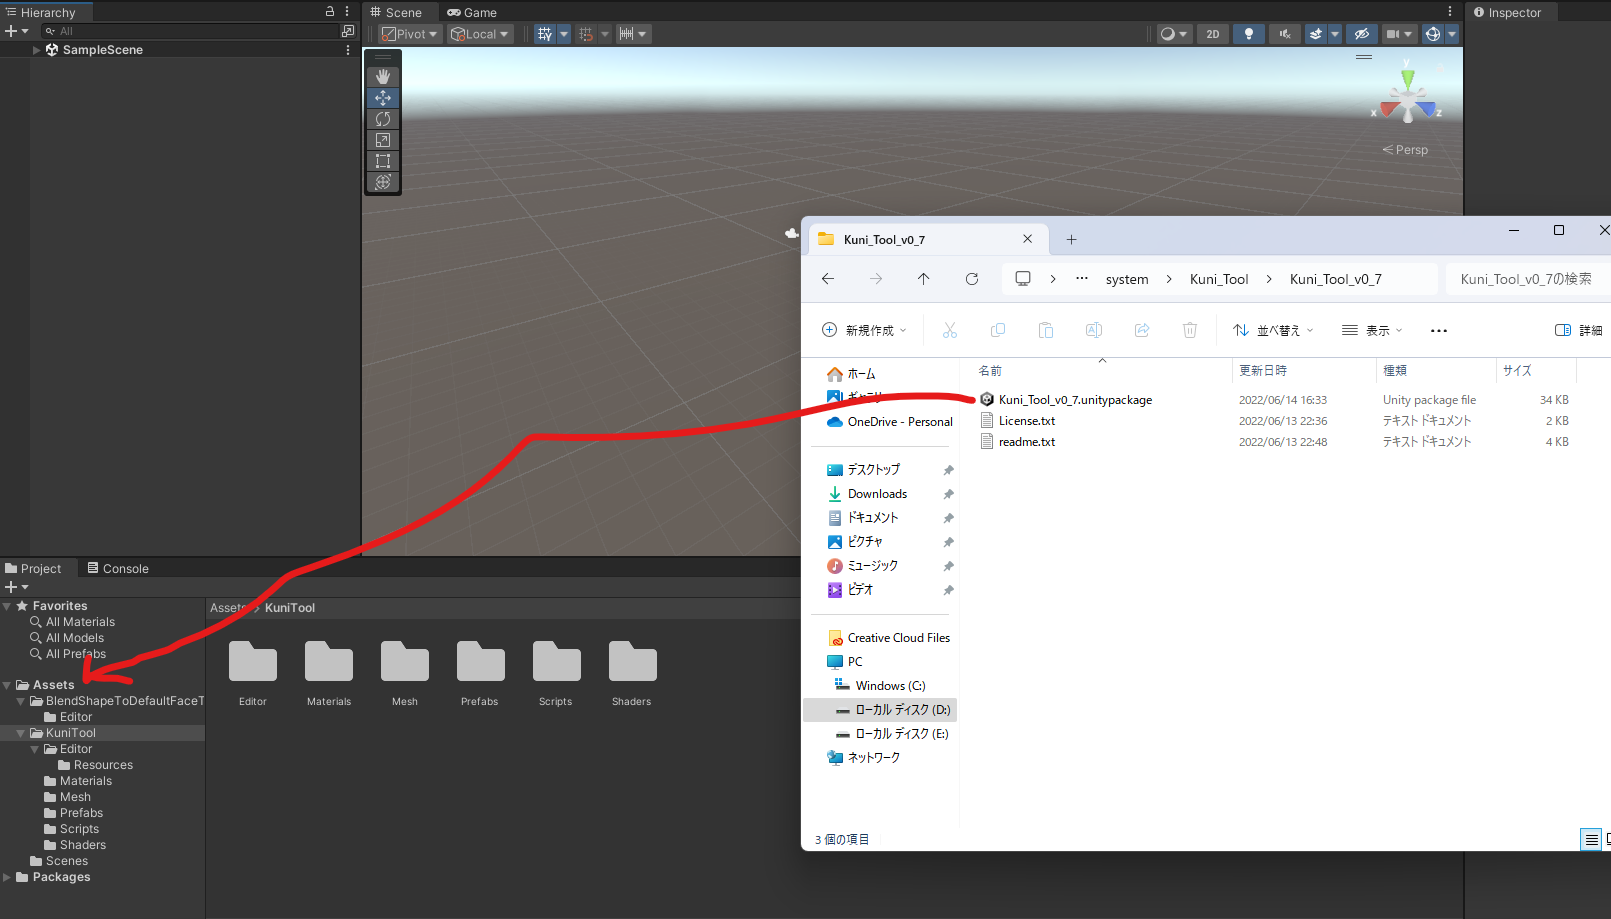 Hierarchy
All
SampleScene
Scene
Game
Pivot
Local
2D
Inspector
y
x
z
Persp
Kuni_Tool_v0_7
system
Kuni_Tool
Kuni_Tool_v0_7
Kuni_Tool_v0_7の検索
新規作成
並べ替え
表示
詳細
ホーム
OneDrive - Personal
デスクトップ
Downloads
ドキュメント
ピクチャ
ミュージック
ビデオ
Creative Cloud Files
PC
Windows (C:)
ローカル ディスク (D:)
ローカル ディスク (E:)
ネットワーク
名前
更新日時
種類
サイズ
Kuni_Tool_v0_7.unitypackage
2022/06/14 16:33
Unity package file
34 KB
License.txt
2022/06/13 22:36
テキスト ドキュメント
2 KB
readme.txt
2022/06/13 22:48
テキスト ドキュメント
4 KB
3 個の項目
Project
Console
Favorites
All Materials
All Models
All Prefabs
Assets
BlendShapeToDefaultFaceT
Editor
KuniTool
Editor
Resources
Materials
Mesh
Prefabs
Scripts
Shaders
Scenes
Packages
Assets
KuniTool
Editor
Materials
Mesh
Prefabs
Scripts
Shaders